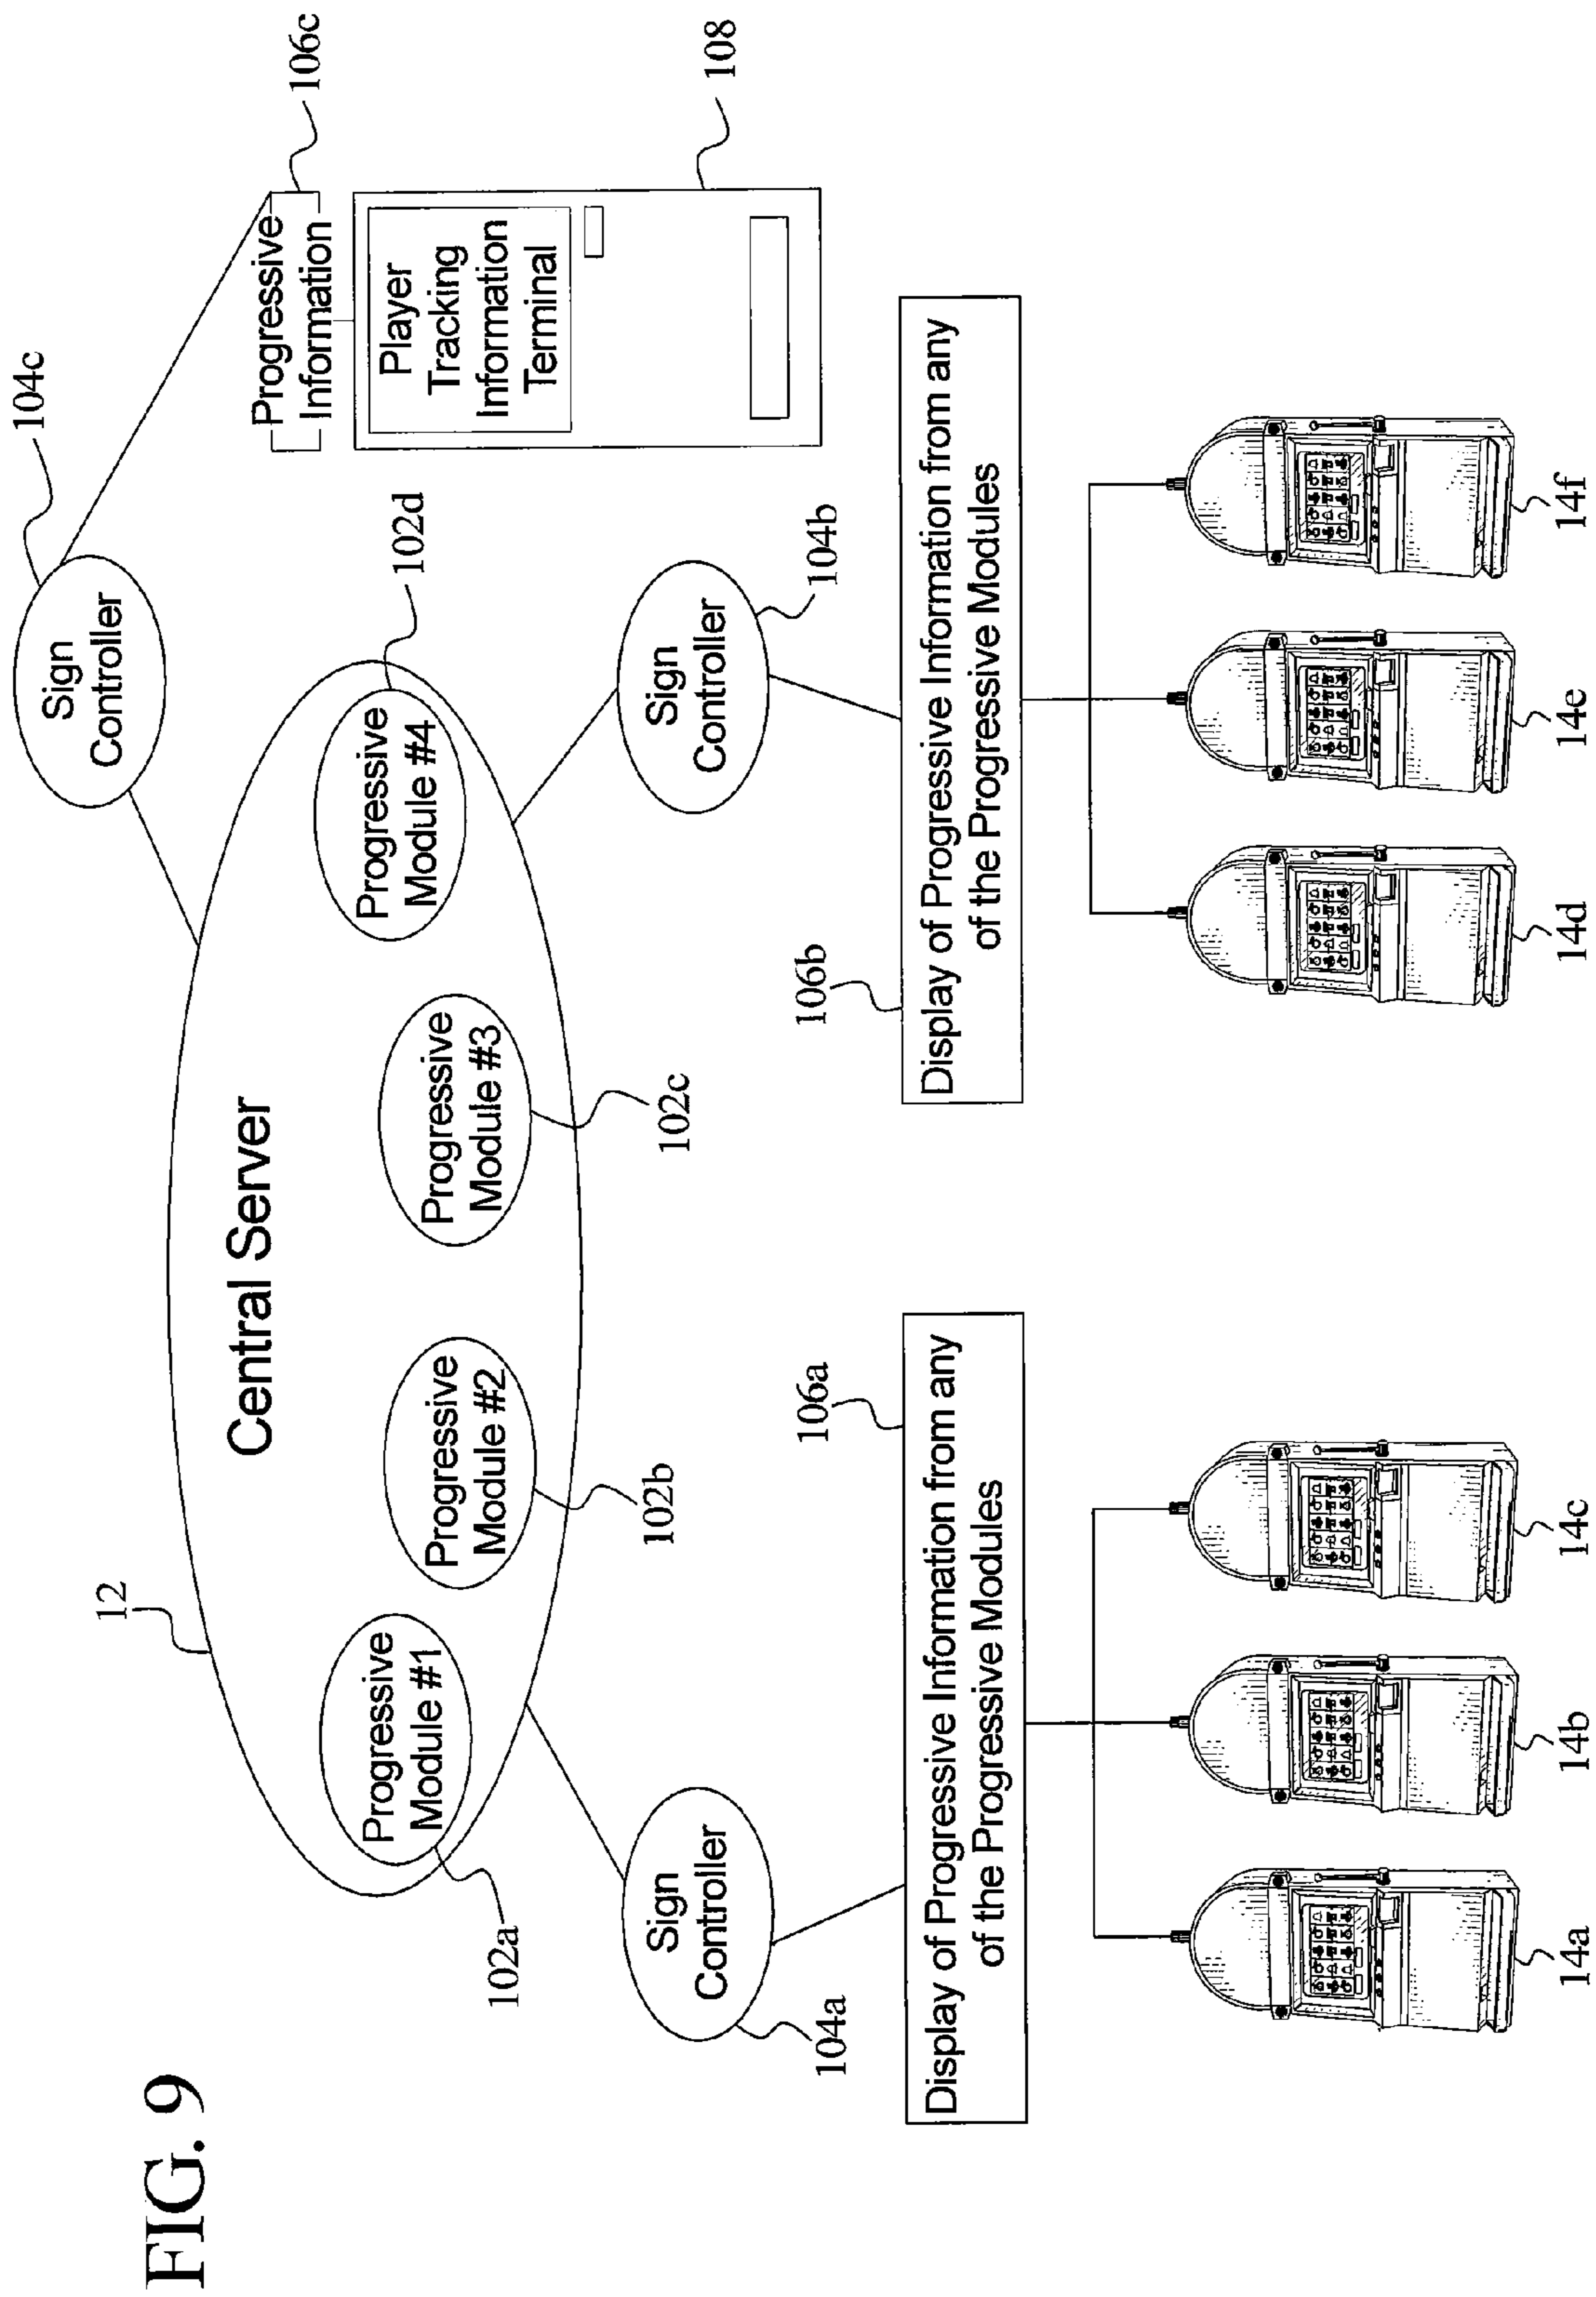 FIG. 9
12
Central Server
Progressive
Module #1
102a
Progressive
Module #2
102b
Progressive
Module #3
102c
Progressive
Module #4
102d
Sign
Controller
104a
Sign
Controller
104b
Sign
Controller
104c
Progressive
Information
106c
Player
Tracking
Information
Terminal
108
106a
Display of Progressive Information from any
of the Progressive Modules
106b
Display of Progressive Information from any
of the Progressive Modules
14a
14b
14c
14d
14e
14f